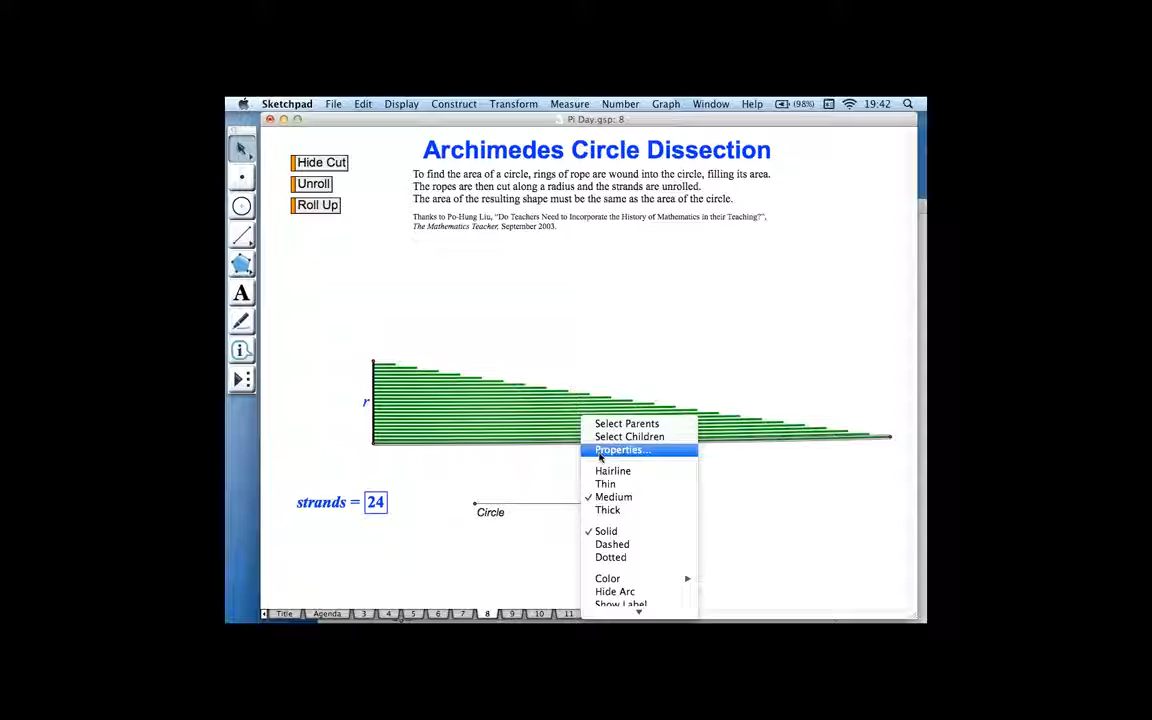 Sketchpad File Edit Display Construct Transform Measure Number Graph Window Help (98%) 19:42
Pi Day.gsp: 8
Hide Cut
Unroll
Roll Up
Archimedes Circle Dissection
To find the area of a circle, rings of rope are wound into the circle, filling its area.
The ropes are then cut along a radius and the strands are unrolled.
The area of the resulting shape must be the same as the area of the circle.
Thanks to Po-Hung Liu, “Do Teachers Need to Incorporate the History of Mathematics in their Teaching?”,
The Mathematics Teacher, September 2003.
A
r
Select Parents
Select Children
Properties...
Hairline
Thin
Medium
Thick
Solid
Dashed
Dotted
Color
Hide Arc
Show Label
strands = 24
Circle
Title Agenda 3 4 5 6 7 8 9 10 11